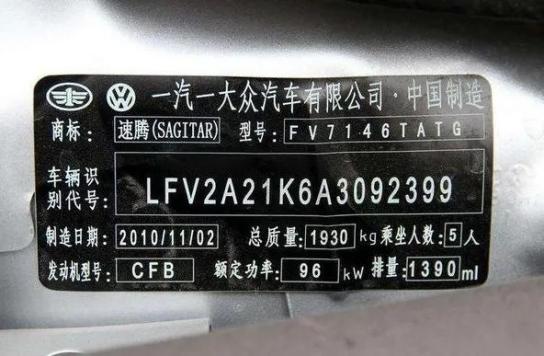 一汽一大众汽车有限公司·中国制造
商标: 速腾(SAGITAR) 型号: FV7146TATG
车辆识别代号: LFV2A21K6A3092399
制造日期: 2010/11/02 总质量: 1930 kg 乘坐人数: 5 人
发动机型号: CFB 额定功率: 96 kW 排量: 1390 ml